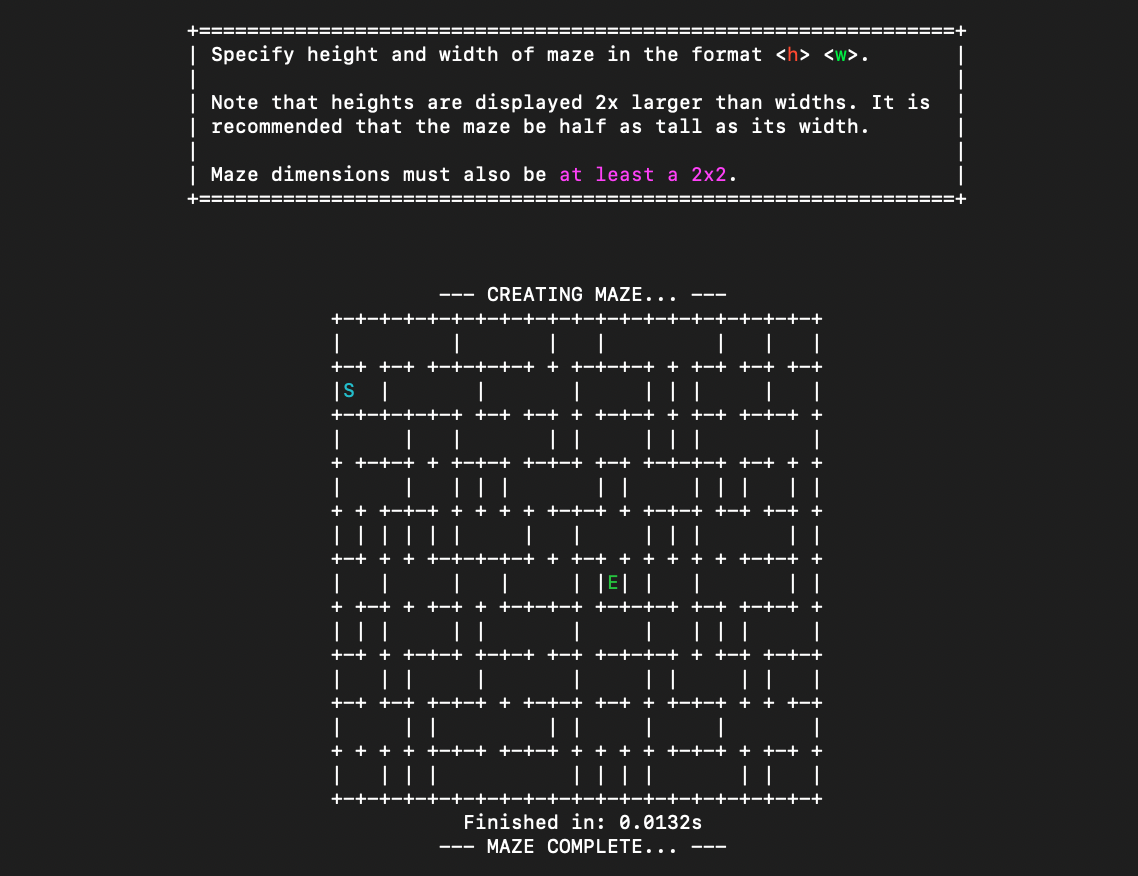 Specify height and width of maze in the format <h> <w>.
Note that heights are displayed 2x larger than widths. It is
recommended that the maze be half as tall as its width.
Maze dimensions must also be at least a 2x2.
--- CREATING MAZE... ---
S
E
Finished in: 0.0132s
--- MAZE COMPLETE... ---